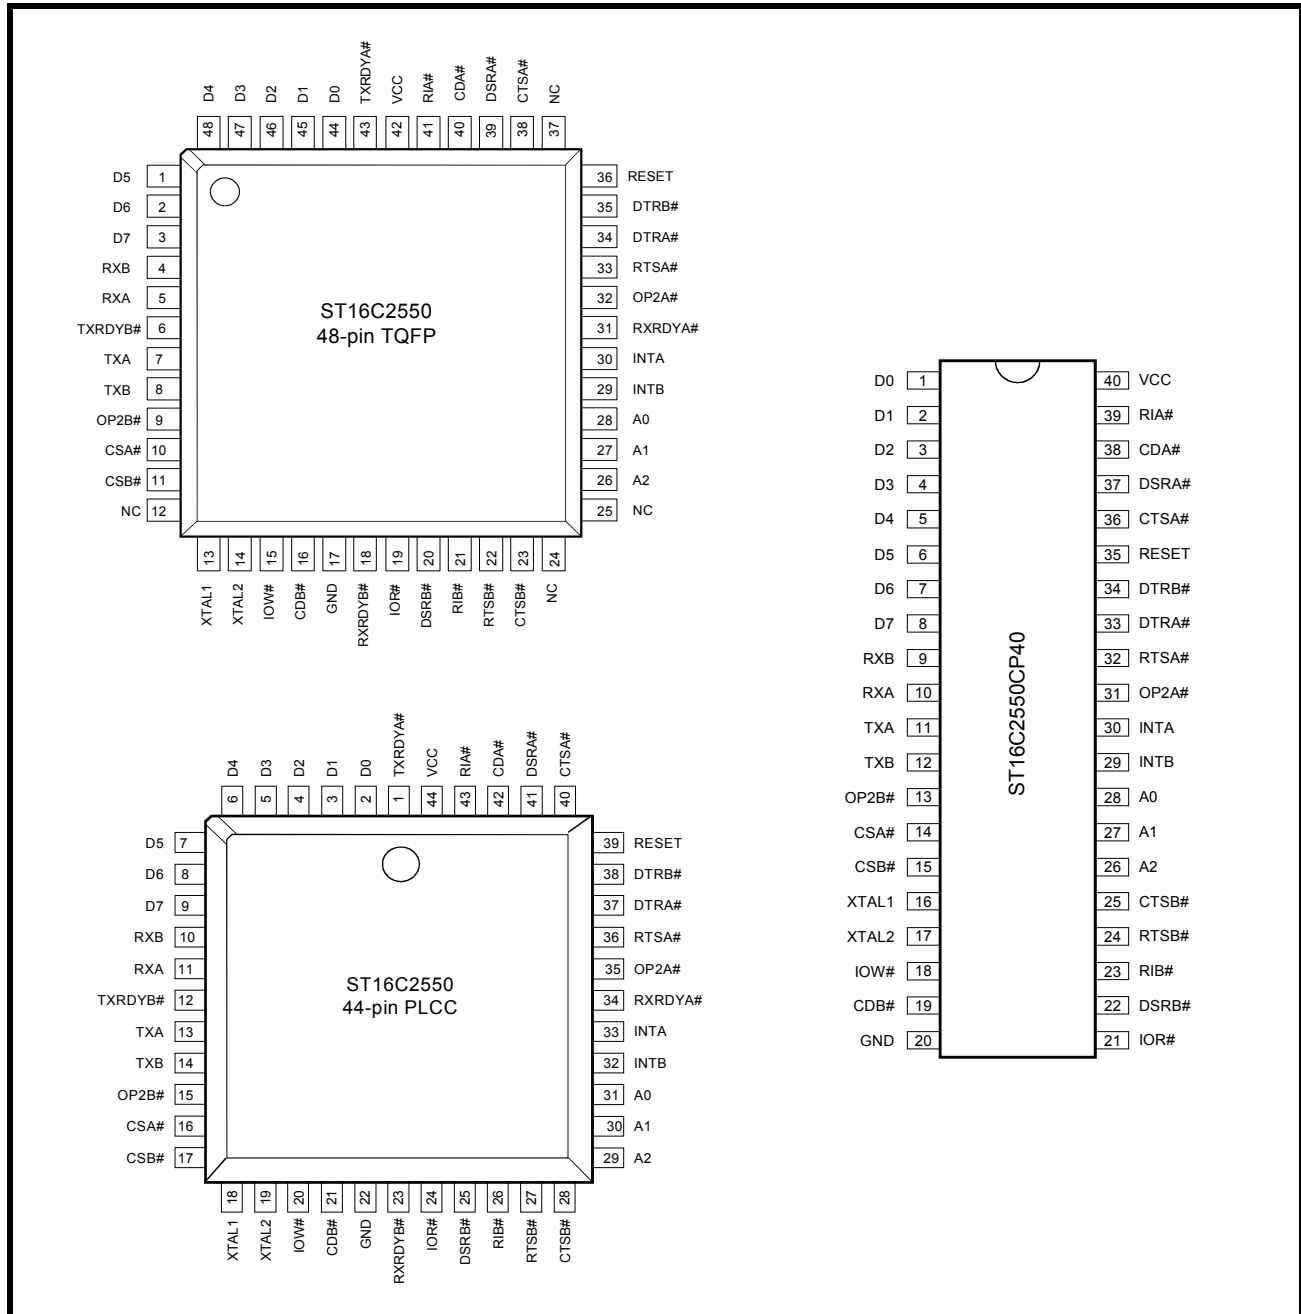 D4 D3 D2 D1 D0 TXRDYA# VCC RIA# CDA# DSRA# CTSA# NC
48 47 46 45 44 43 42 41 40 39 38 37
D5 1
D6 2
D7 3
RXB 4
RXA 5
TXRDYB# 6
TXA 7
TXB 8
OP2B# 9
CSA# 10
CSB# 11
NC 12
ST16C2550
48-pin TQFP
36 RESET
35 DTRB#
34 DTRA#
33 RTSA#
32 OP2A#
31 RXRDYA#
30 INTA
29 INTB
28 A0
27 A1
26 A2
25 NC
13 14 15 16 17 18 19 20 21 22 23 24
XTAL1 XTAL2 IOW# CDB# GND RXRDYB# IOR# DSRB# RIB# RTSB# CTSB# NC
D4 D3 D2 D1 D0 TXRDYA# VCC RIA# CDA# DSRA# CTSA#
6 5 4 3 2 1 44 43 42 41 40
D5 7
D6 8
D7 9
RXB 10
RXA 11
TXRDYB# 12
TXA 13
TXB 14
OP2B# 15
CSA# 16
CSB# 17
ST16C2550
44-pin PLCC
39 RESET
38 DTRB#
37 DTRA#
36 RTSA#
35 OP2A#
34 RXRDYA#
33 INTA
32 INTB
31 A0
30 A1
29 A2
18 19 20 21 22 23 24 25 26 27 28
XTAL1 XTAL2 IOW# CDB# GND RXRDYB# IOR# DSRB# RIB# RTSB# CTSB#
D0 1
D1 2
D2 3
D3 4
D4 5
D5 6
D6 7
D7 8
RXB 9
RXA 10
TXA 11
TXB 12
OP2B# 13
CSA# 14
CSB# 15
XTAL1 16
XTAL2 17
IOW# 18
CDB# 19
GND 20
ST16C2550CP40
40 VCC
39 RIA#
38 CDA#
37 DSRA#
36 CTSA#
35 RESET
34 DTRB#
33 DTRA#
32 RTSA#
31 OP2A#
30 INTA
29 INTB
28 A0
27 A1
26 A2
25 CTSB#
24 RTSB#
23 RIB#
22 DSRB#
21 IOR#